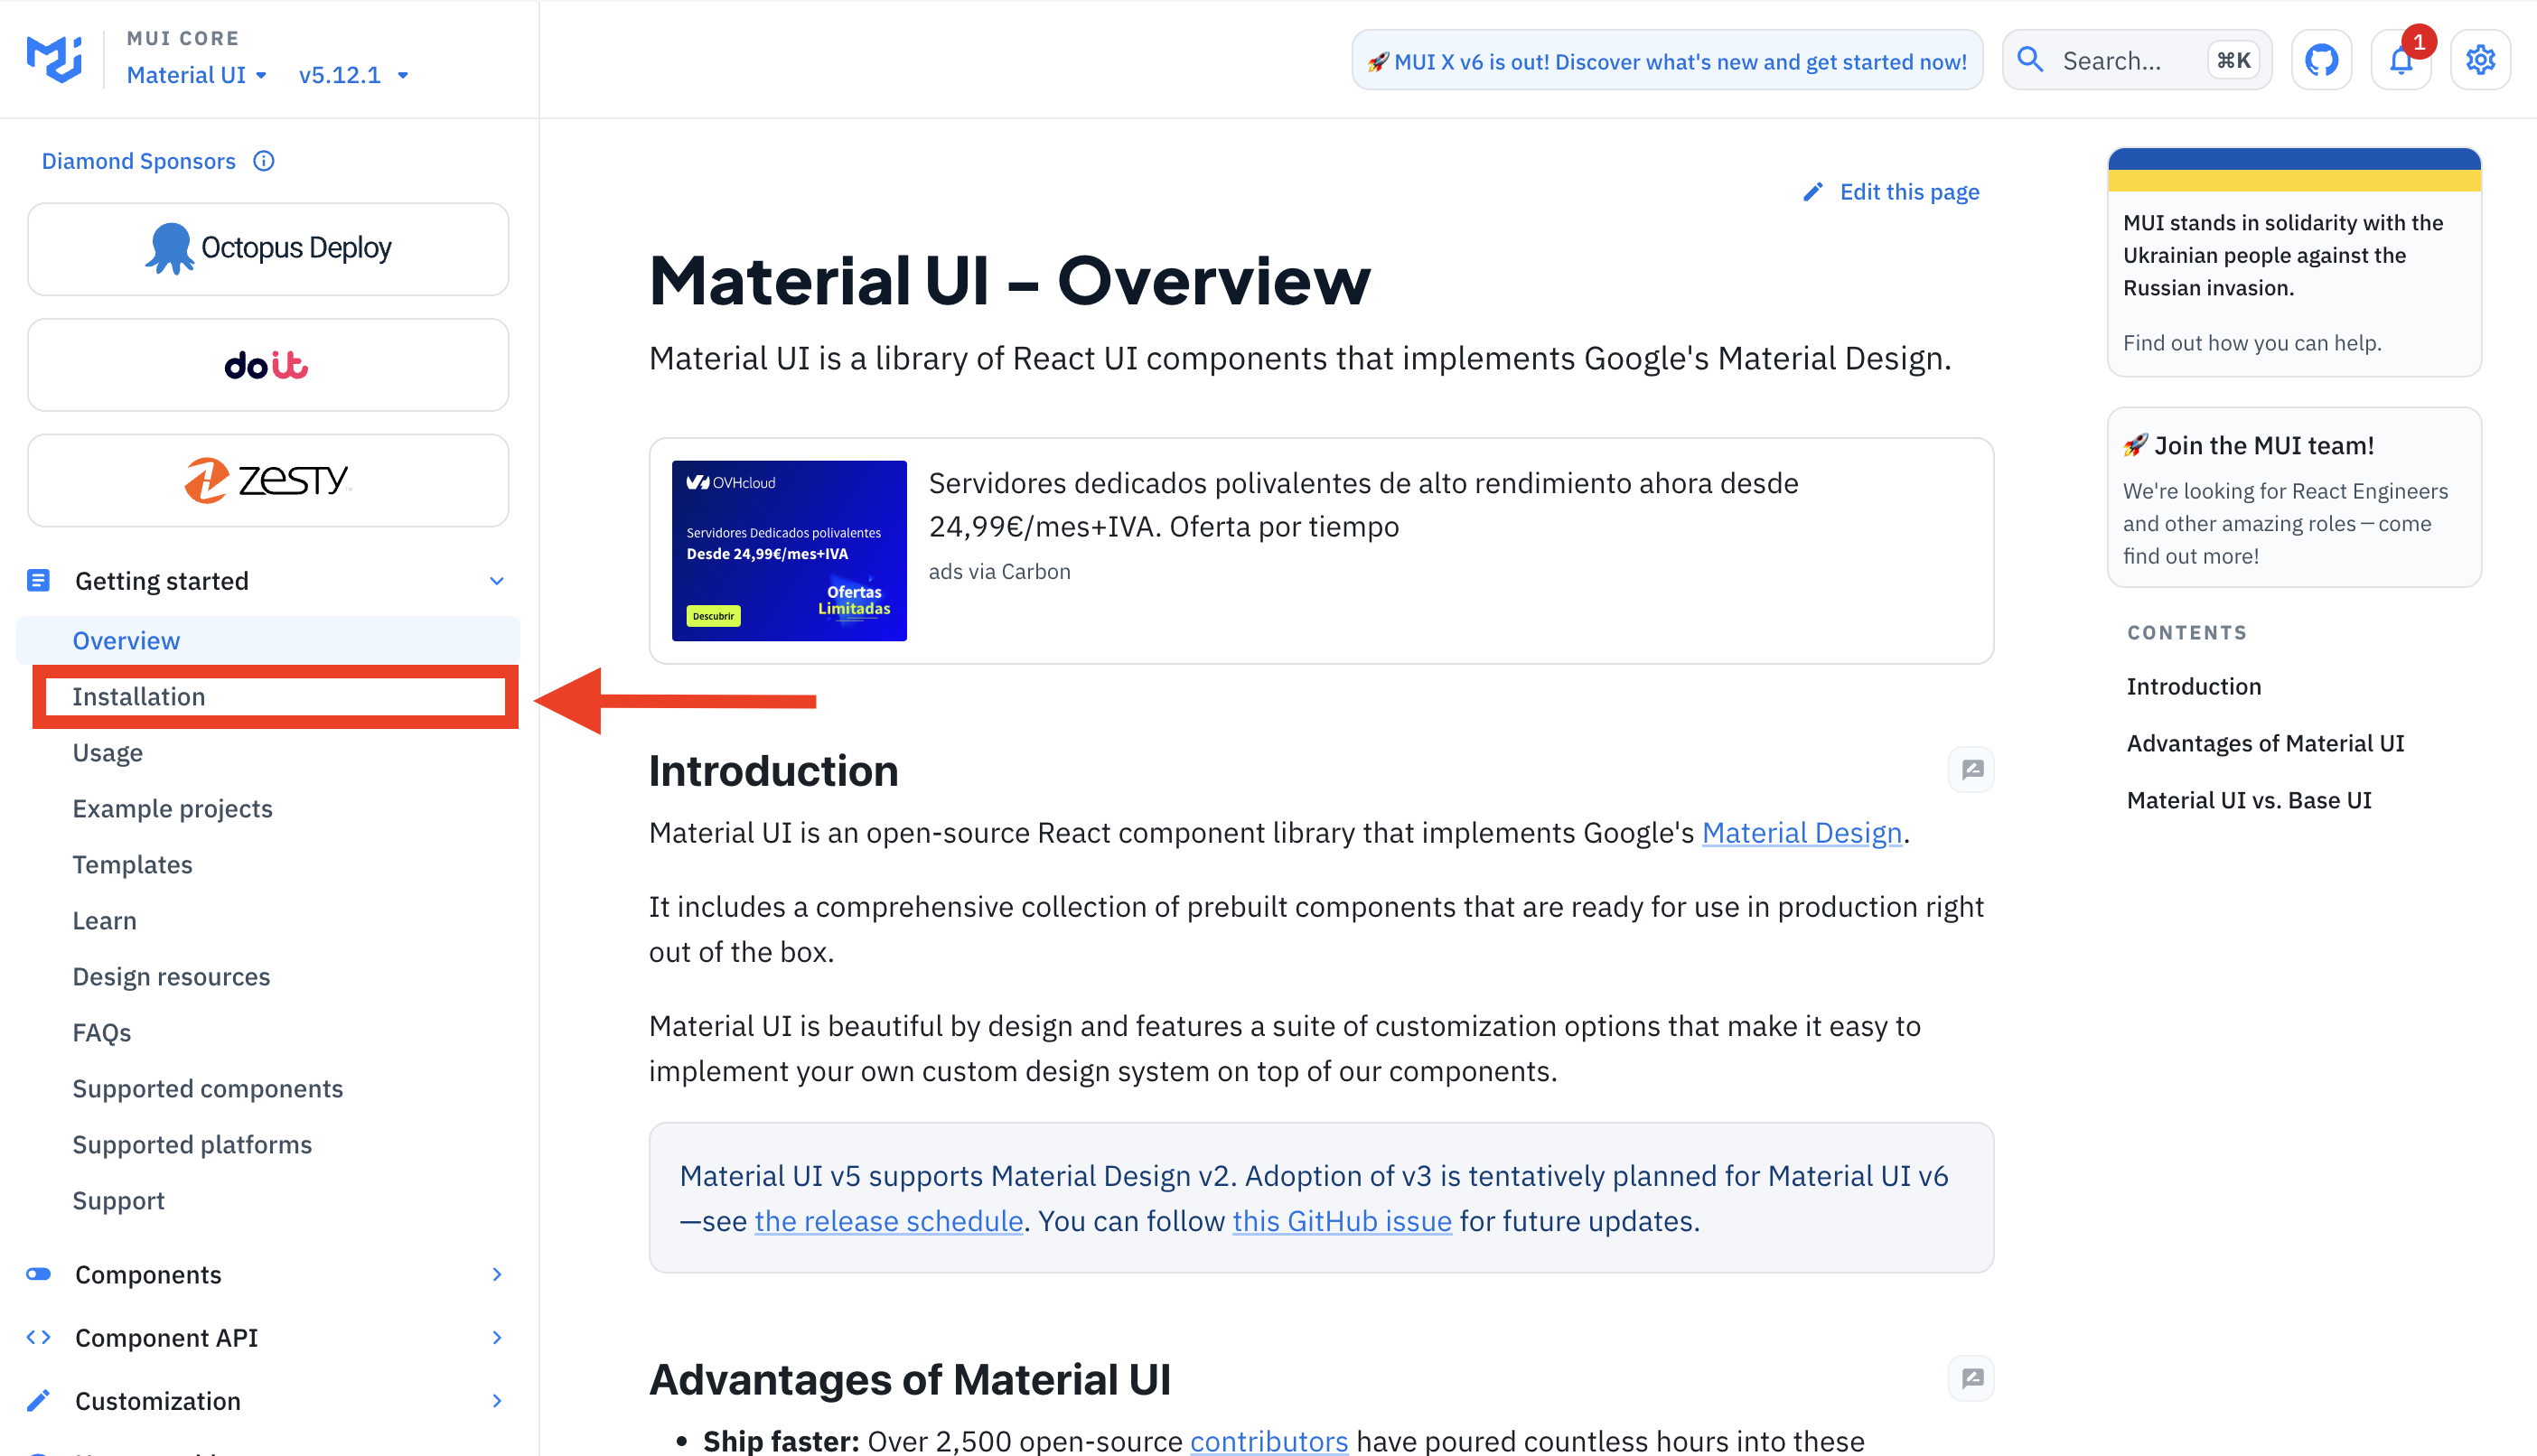 MUI CORE
Material UI
v5.12.1
🚀 MUI X v6 is out! Discover what's new and get started now!
Search…
⌘K
1
Diamond Sponsors
Octopus Deploy
doit
ZESTY
Getting started
Overview
Installation
Usage
Example projects
Templates
Learn
Design resources
FAQs
Supported components
Supported platforms
Support
Components
Component API
Customization
Edit this page
Material UI – Overview
Material UI is a library of React UI components that implements Google's Material Design.
OVHcloud
Servidores Dedicados polivalentes
Desde 24,99€/mes+IVA
Ofertas
Limitadas
Descubrir
Servidores dedicados polivalentes de alto rendimiento ahora desde
24,99€/mes+IVA. Oferta por tiempo
ads via Carbon
Introduction
Material UI is an open-source React component library that implements Google's Material Design.
It includes a comprehensive collection of prebuilt components that are ready for use in production right
out of the box.
Material UI is beautiful by design and features a suite of customization options that make it easy to
implement your own custom design system on top of our components.
Material UI v5 supports Material Design v2. Adoption of v3 is tentatively planned for Material UI v6
—see the release schedule. You can follow this GitHub issue for future updates.
Advantages of Material UI
• Ship faster: Over 2,500 open-source contributors have poured countless hours into these
MUI stands in solidarity with the
Ukrainian people against the
Russian invasion.
Find out how you can help.
🚀 Join the MUI team!
We're looking for React Engineers
and other amazing roles—come
find out more!
CONTENTS
Introduction
Advantages of Material UI
Material UI vs. Base UI